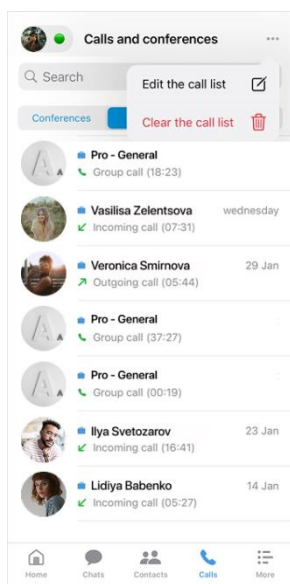 Calls and conferences
Search
Edit the call list
Conferences
Clear the call list
Pro - General
Group call (18:23)
Vasilisa Zelentsova wednesday
Incoming call (07:31)
Veronica Smirnova 29 Jan
Outgoing call (05:44)
Pro - General
Group call (37:27)
Pro - General
Group call (00:19)
Ilya Svetozarov 23 Jan
Incoming call (16:41)
Lidiya Babenko 14 Jan
Incoming call (05:27)
Home Chats Contacts Calls More